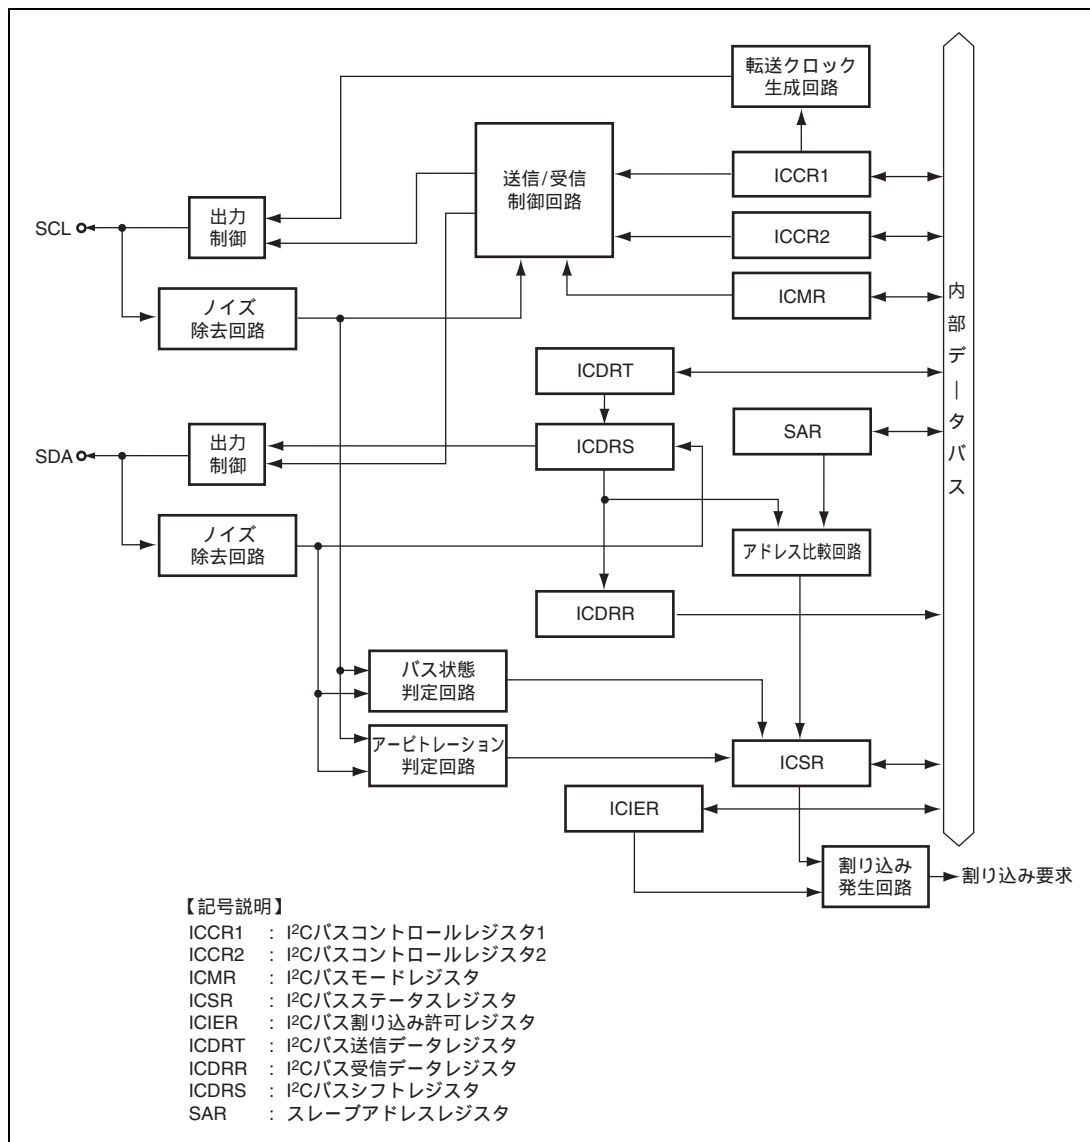 転送クロック
生成回路
送信/受信
制御回路
ICCR1
SCL
出力
制御
ICCR2
ICMR
ノイズ
除去回路
内部データバス
ICDRT
SDA
出力
制御
ICDRS
SAR
ノイズ
除去回路
アドレス比較回路
ICDRR
バス状態
判定回路
アービトレーション
判定回路
ICSR
ICIER
割り込み
発生回路
割り込み要求
【記号説明】
ICCR1 : I²Cバスコントロールレジスタ1
ICCR2 : I²Cバスコントロールレジスタ2
ICMR : I²Cバスモードレジスタ
ICSR : I²Cバスステータスレジスタ
ICIER : I²Cバス割り込み許可レジスタ
ICDRT : I²Cバス送信データレジスタ
ICDRR : I²Cバス受信データレジスタ
ICDRS : I²Cバスシフトレジスタ
SAR : スレーブアドレスレジスタ